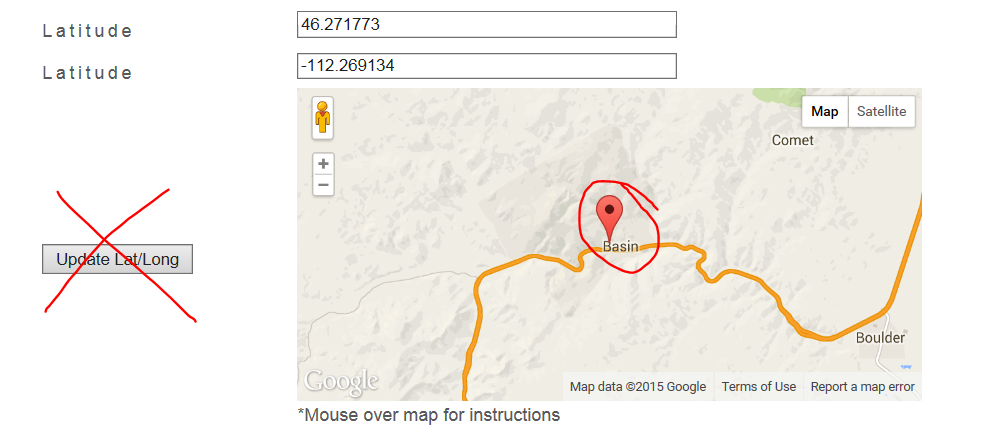 Latitude 46.271773
Latitude -112.269134
Map Satellite
Comet
+
−
Basin
Update Lat/Long
Boulder
Google
Map data ©2015 Google Terms of Use Report a map error
*Mouse over map for instructions